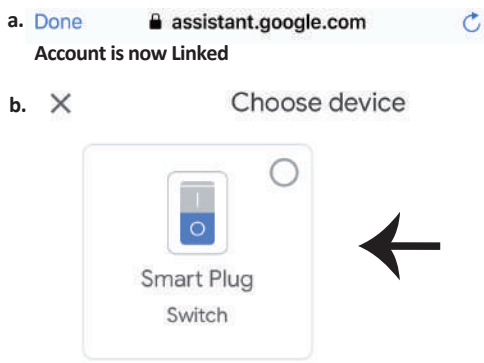 a. Done assistant.google.com
Account is now Linked
b. Choose device
Smart Plug
Switch